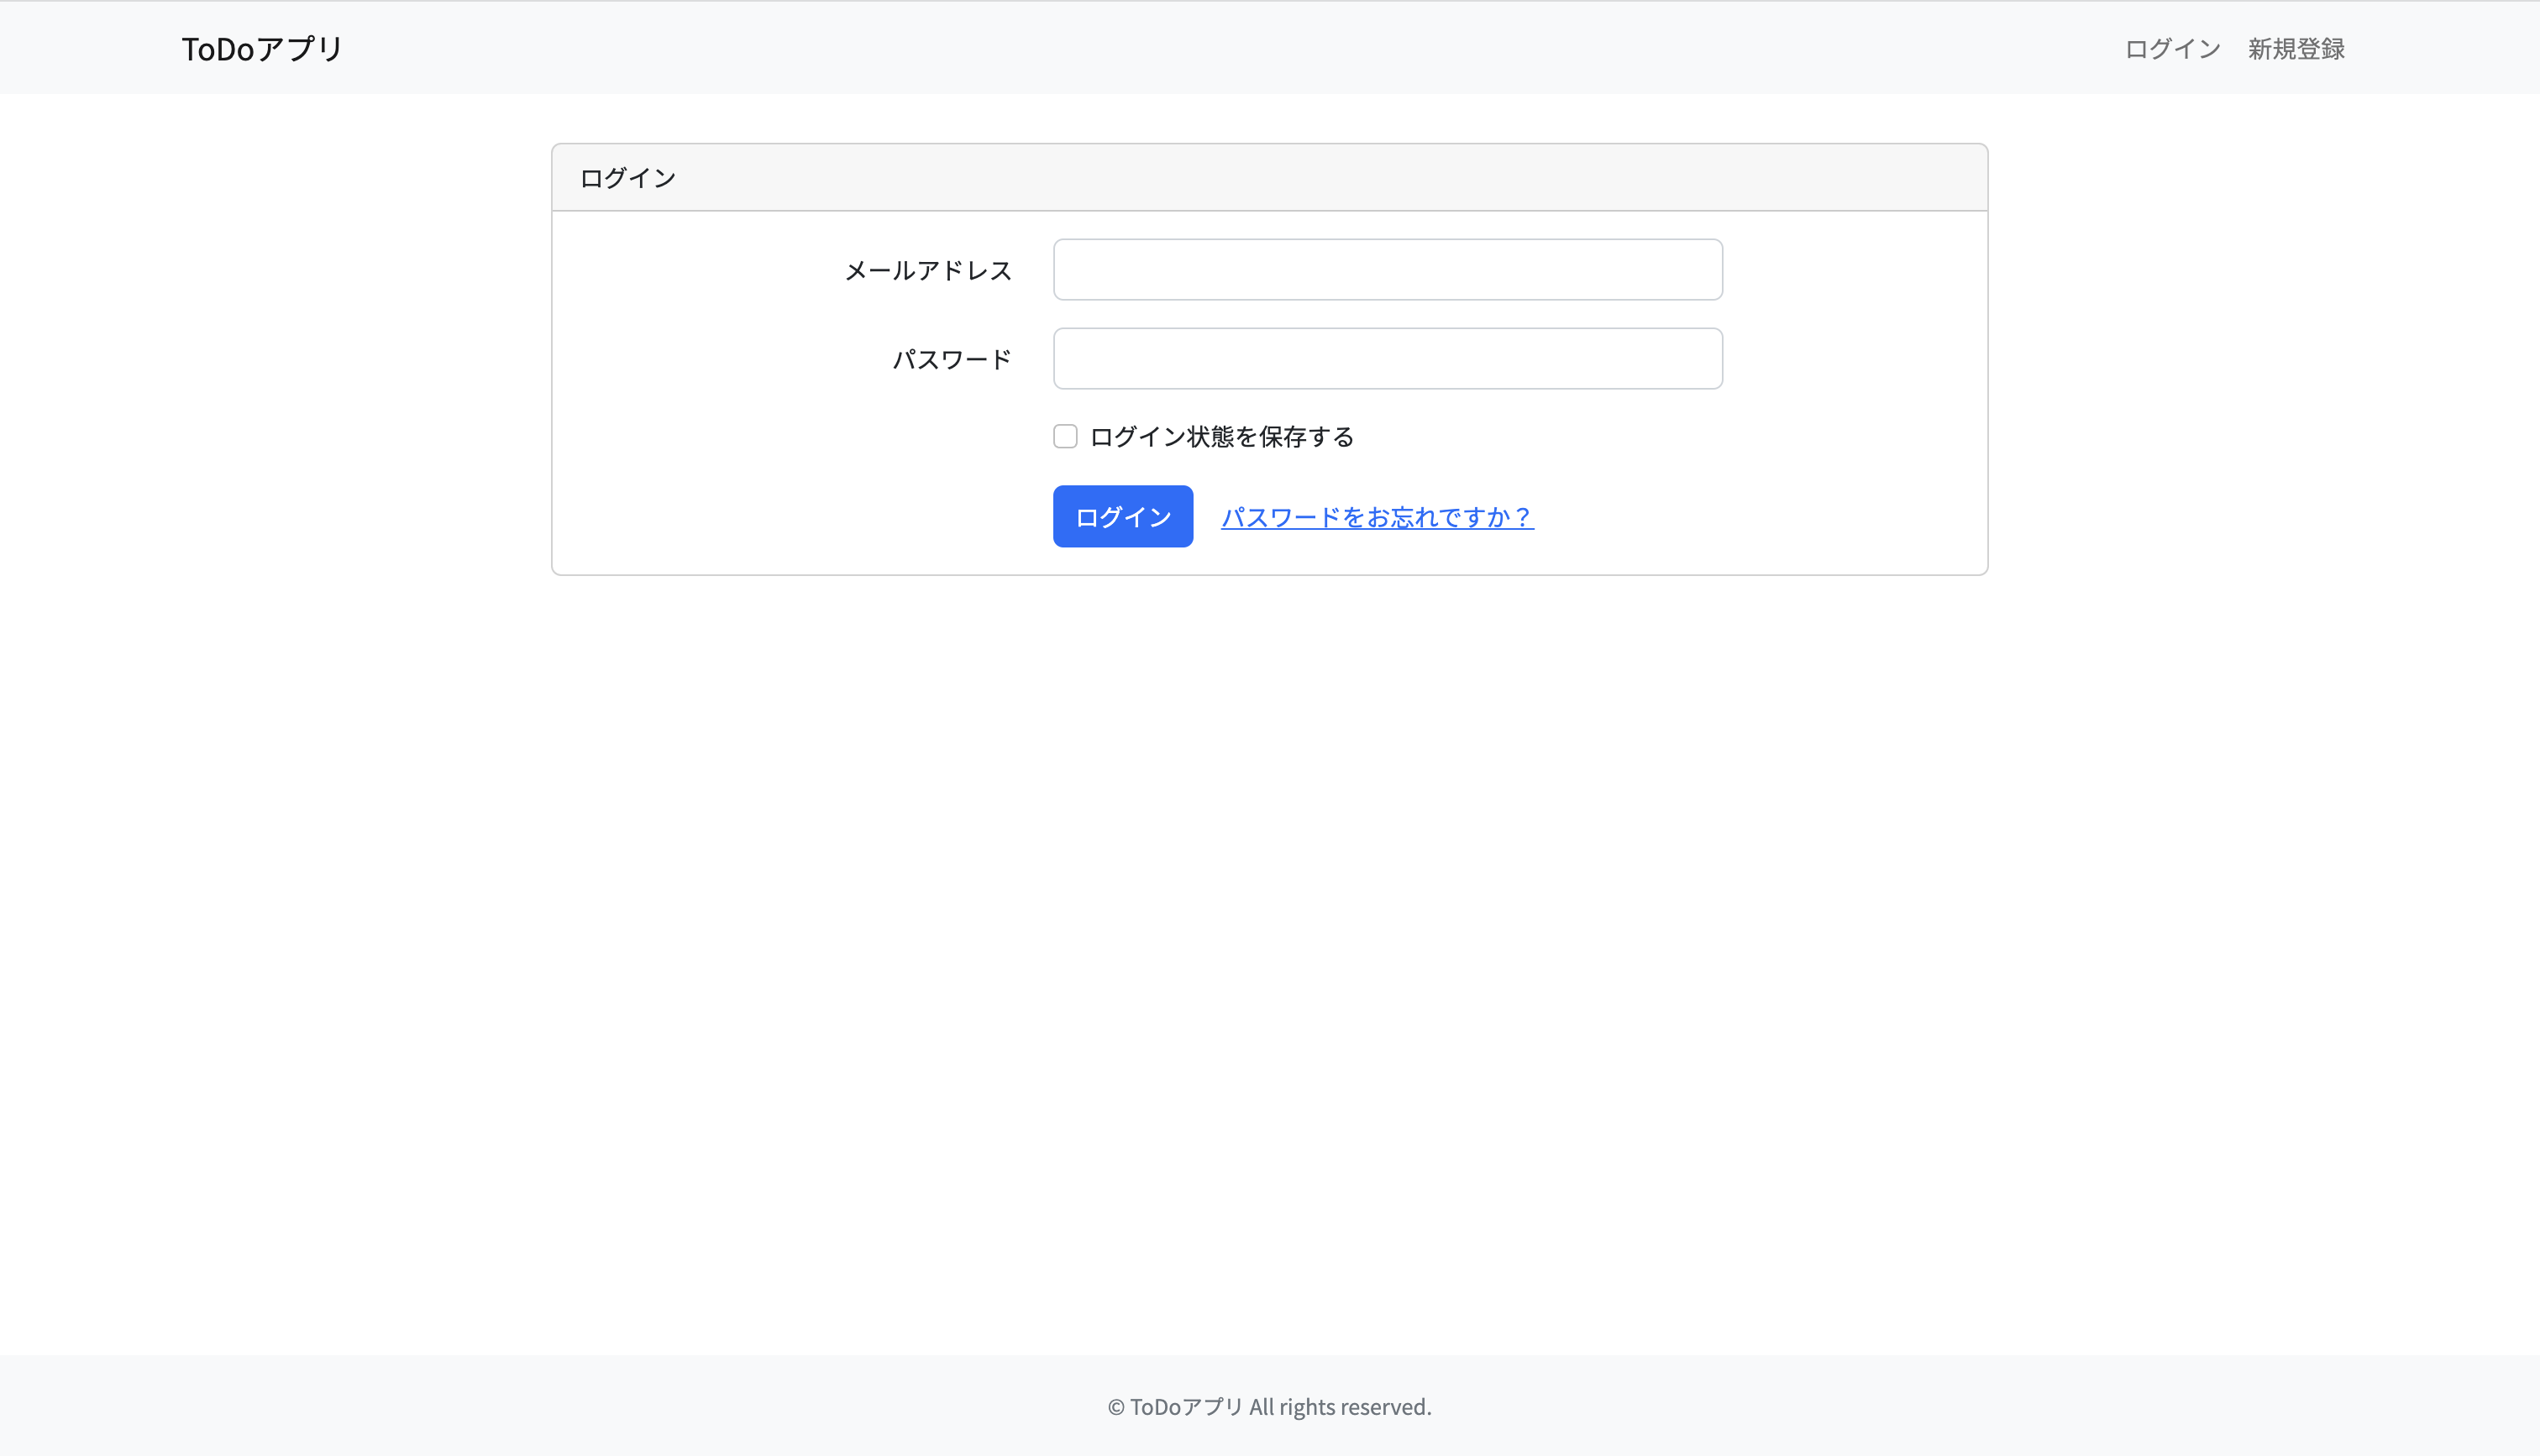 ToDoアプリ
ログイン 新規登録
ログイン
メールアドレス
パスワード
ログイン状態を保存する
ログイン パスワードをお忘れですか？
© ToDoアプリ All rights reserved.